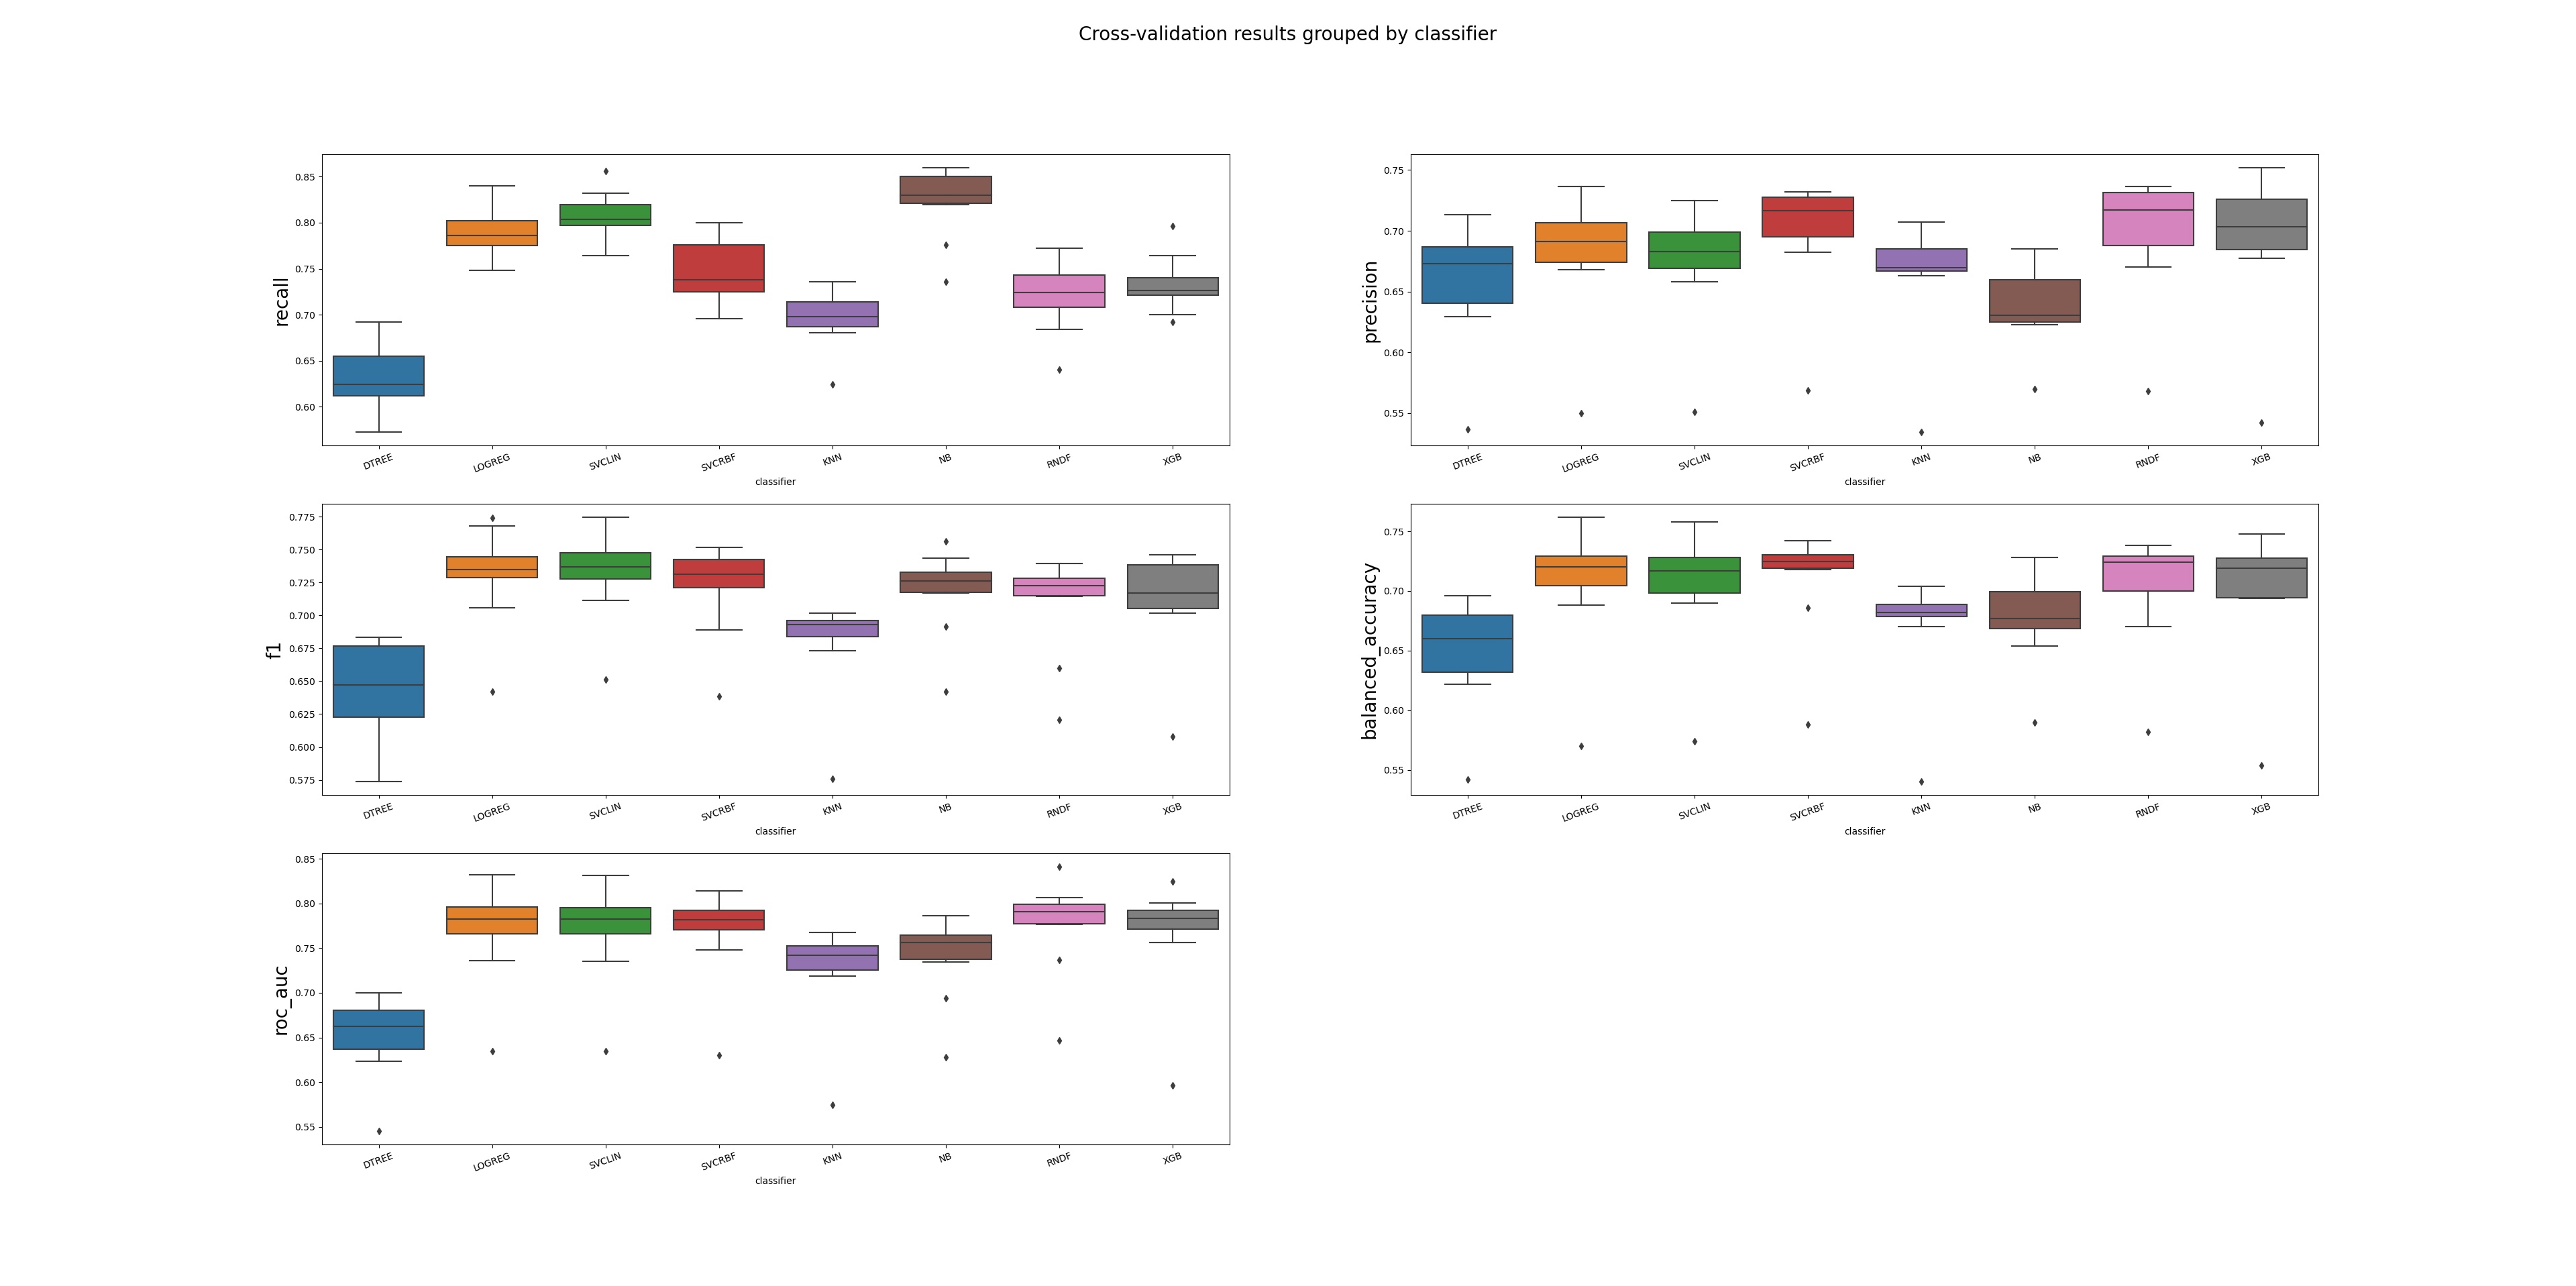 Cross-validation results grouped by classifier
recall
0.85
0.80
0.75
0.70
0.65
0.60
DTREE LOGREG SVCLIN SVCRBF KNN NB RNDF XGB
classifier
precision
0.75
0.70
0.65
0.60
0.55
DTREE LOGREG SVCLIN SVCRBF KNN NB RNDF XGB
classifier
f1
0.775
0.750
0.725
0.700
0.675
0.650
0.625
0.600
0.575
DTREE LOGREG SVCLIN SVCRBF KNN NB RNDF XGB
classifier
balanced_accuracy
0.75
0.70
0.65
0.60
0.55
DTREE LOGREG SVCLIN SVCRBF KNN NB RNDF XGB
classifier
roc_auc
0.85
0.80
0.75
0.70
0.65
0.60
0.55
DTREE LOGREG SVCLIN SVCRBF KNN NB RNDF XGB
classifier